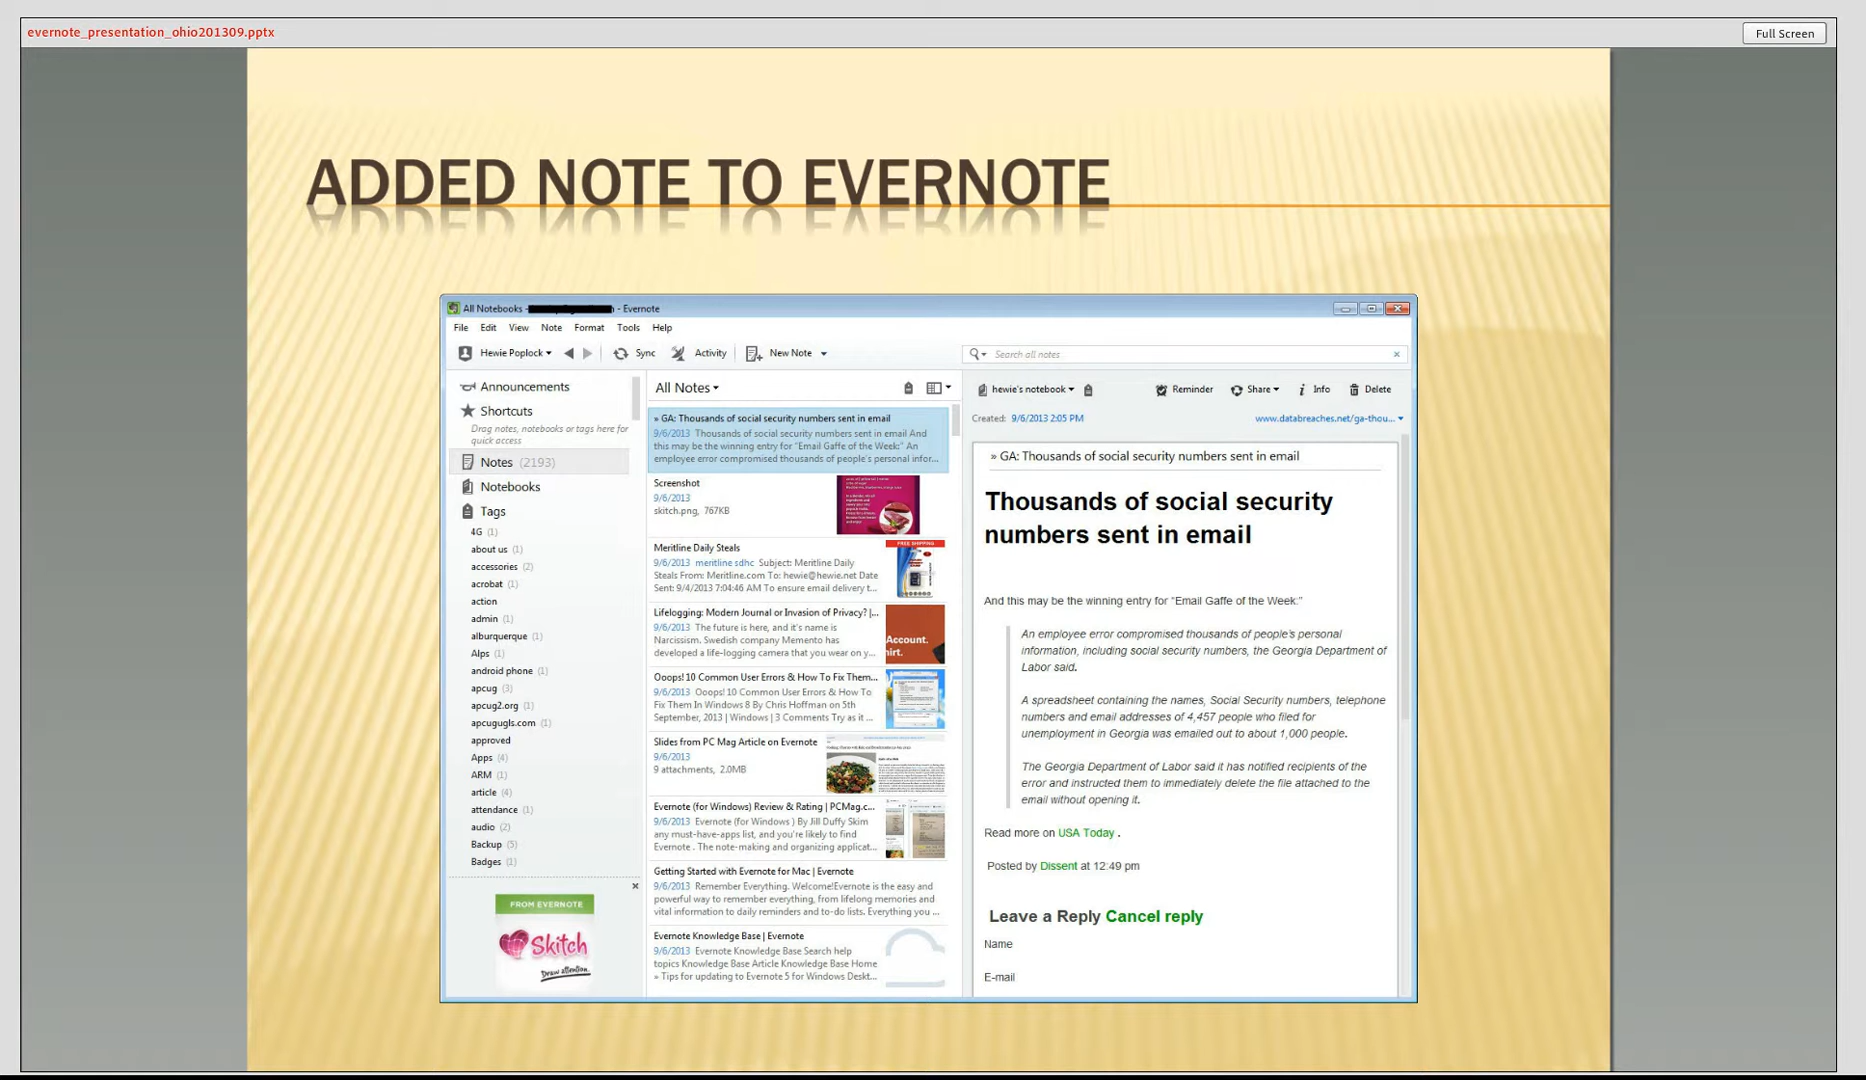 evernote_presentation_ohio201309.pptx
Full Screen
ADDED NOTE TO EVERNOTE
All Notebooks - - Evernote
File Edit View Note Format Tools Help
Hewie Poplock Sync Activity New Note
Search all notes
Announcements
Shortcuts
Drag notes, notebooks or tags here for
quick access
Notes (2193)
Notebooks
Tags
4G (1)
about us (1)
accessories (2)
acrobat (1)
action
admin (1)
alburquerque (1)
Alps (1)
android phone (1)
apcug (3)
apcug2.org (1)
apcugugls.com (1)
approved
Apps (4)
ARM (1)
article (4)
attendance (1)
audio (2)
Backup (5)
Badges (1)
FROM EVERNOTE
Skitch
Draw attention.
All Notes
» GA: Thousands of social security numbers sent in email
9/6/2013 Thousands of social security numbers sent in email And
this may be the winning entry for "Email Gaffe of the Week:" An
employee error compromised thousands of people's personal infor...
Screenshot
9/6/2013
skitch.png, 767KB
Meritline Daily Steals
9/6/2013 meritline sdhc Subject: Meritline Daily
Steals From: Meritline.com To: hewie@hewie.net Date
Sent: 9/4/2013 7:04:46 AM To ensure email delivery t...
FREE SHIPPING
Lifelogging: Modern Journal or Invasion of Privacy? |...
9/6/2013 The future is here, and it's name is
Narcissism. Swedish company Memento has
developed a life-logging camera that you wear on y...
Account.
hirt.
Ooops! 10 Common User Errors & How To Fix Them...
9/6/2013 Ooops! 10 Common User Errors & How To
Fix Them In Windows 8 By Chris Hoffman on 5th
September, 2013 | Windows | 3 Comments Try as it ...
Slides from PC Mag Article on Evernote
9/6/2013
9 attachments, 2.0MB
Evernote (for Windows) Review & Rating | PCMag.c...
9/6/2013 Evernote (for Windows ) By Jill Duffy Skim
any must-have-apps list, and you're likely to find
Evernote . The note-making and organizing applicat...
Getting Started with Evernote for Mac | Evernote
9/6/2013 Remember Everything. Welcome!Evernote is the easy and
powerful way to remember everything, from lifelong memories and
vital information to daily reminders and to-do lists. Everything you ...
Evernote Knowledge Base | Evernote
9/6/2013 Evernote Knowledge Base Search help
topics Knowledge Base Article Knowledge Base Home
» Tips for updating to Evernote 5 for Windows Deskt...
hewie's notebook Reminder Share Info Delete
Created: 9/6/2013 2:05 PM www.databreaches.net/ga-thou...
» GA: Thousands of social security numbers sent in email
Thousands of social security
numbers sent in email
And this may be the winning entry for “Email Gaffe of the Week:”
An employee error compromised thousands of people's personal
information, including social security numbers, the Georgia Department of
Labor said.
A spreadsheet containing the names, Social Security numbers, telephone
numbers and email addresses of 4,457 people who filed for
unemployment in Georgia was emailed out to about 1,000 people.
The Georgia Department of Labor said it has notified recipients of the
error and instructed them to immediately delete the file attached to the
email without opening it.
Read more on USA Today .
Posted by Dissent at 12:49 pm
Leave a Reply Cancel reply
Name
E-mail